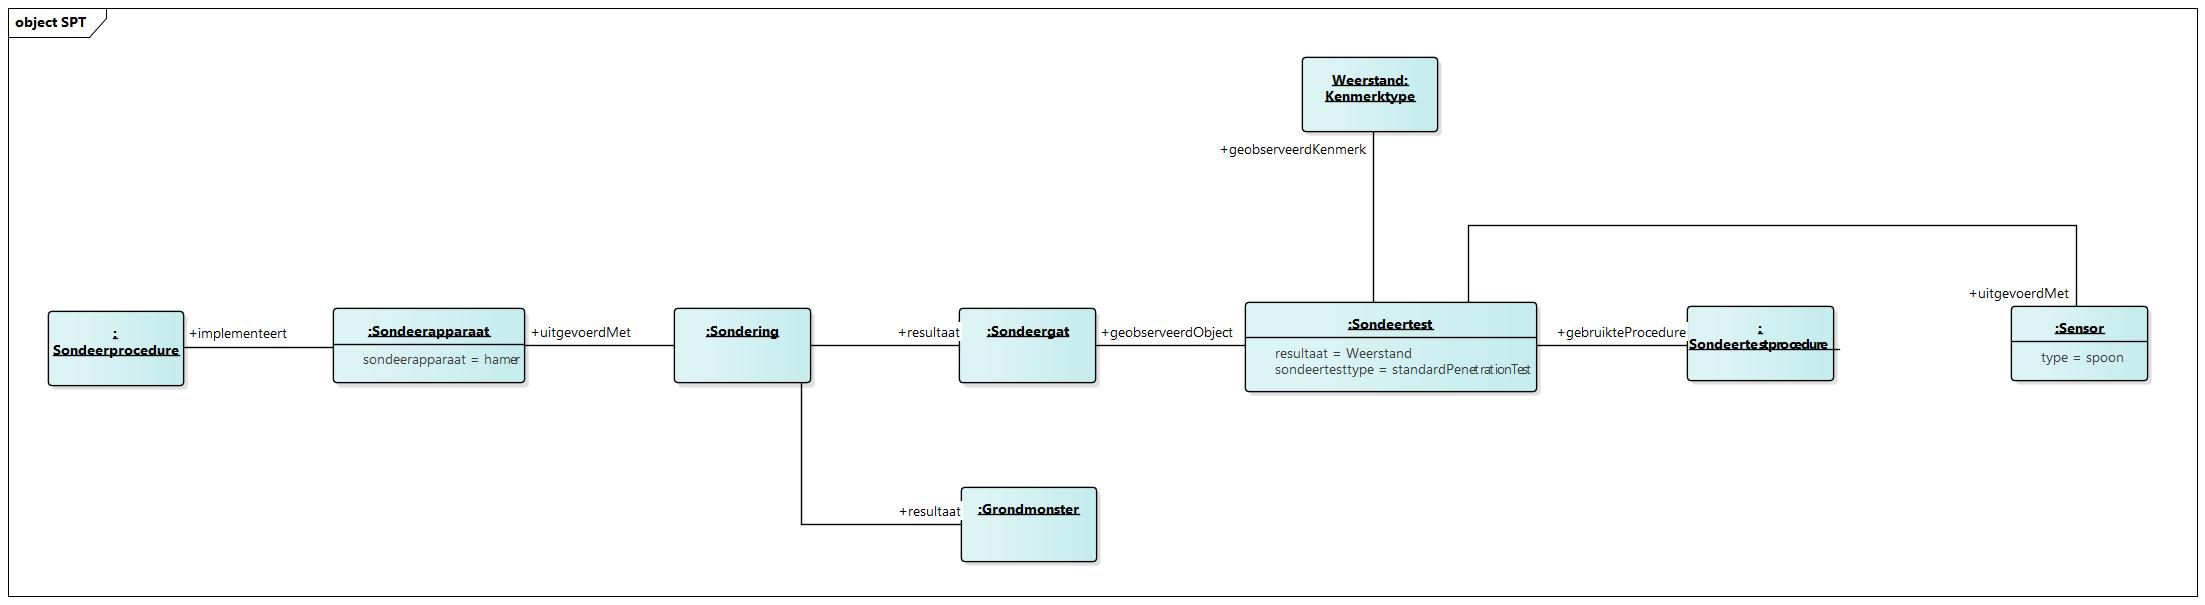 object SPT
Weerstand:
Kenmerktype
+geobserveerdKenmerk
+uitgevoerdMet
:
Sondeerprocedure
+implementeert
:Sondeerapparaat
sondeerapparaat = hamer
+uitgevoerdMet
:Sondering
+resultaat
:Sondeergat
+geobserveerdObject
:Sondeertest
resultaat = Weerstand
sondeertesttype = standardPenetrationTest
+gebruikteProcedure
:
Sondeertestprocedure
:Sensor
type = spoon
+resultaat
:Grondmonster